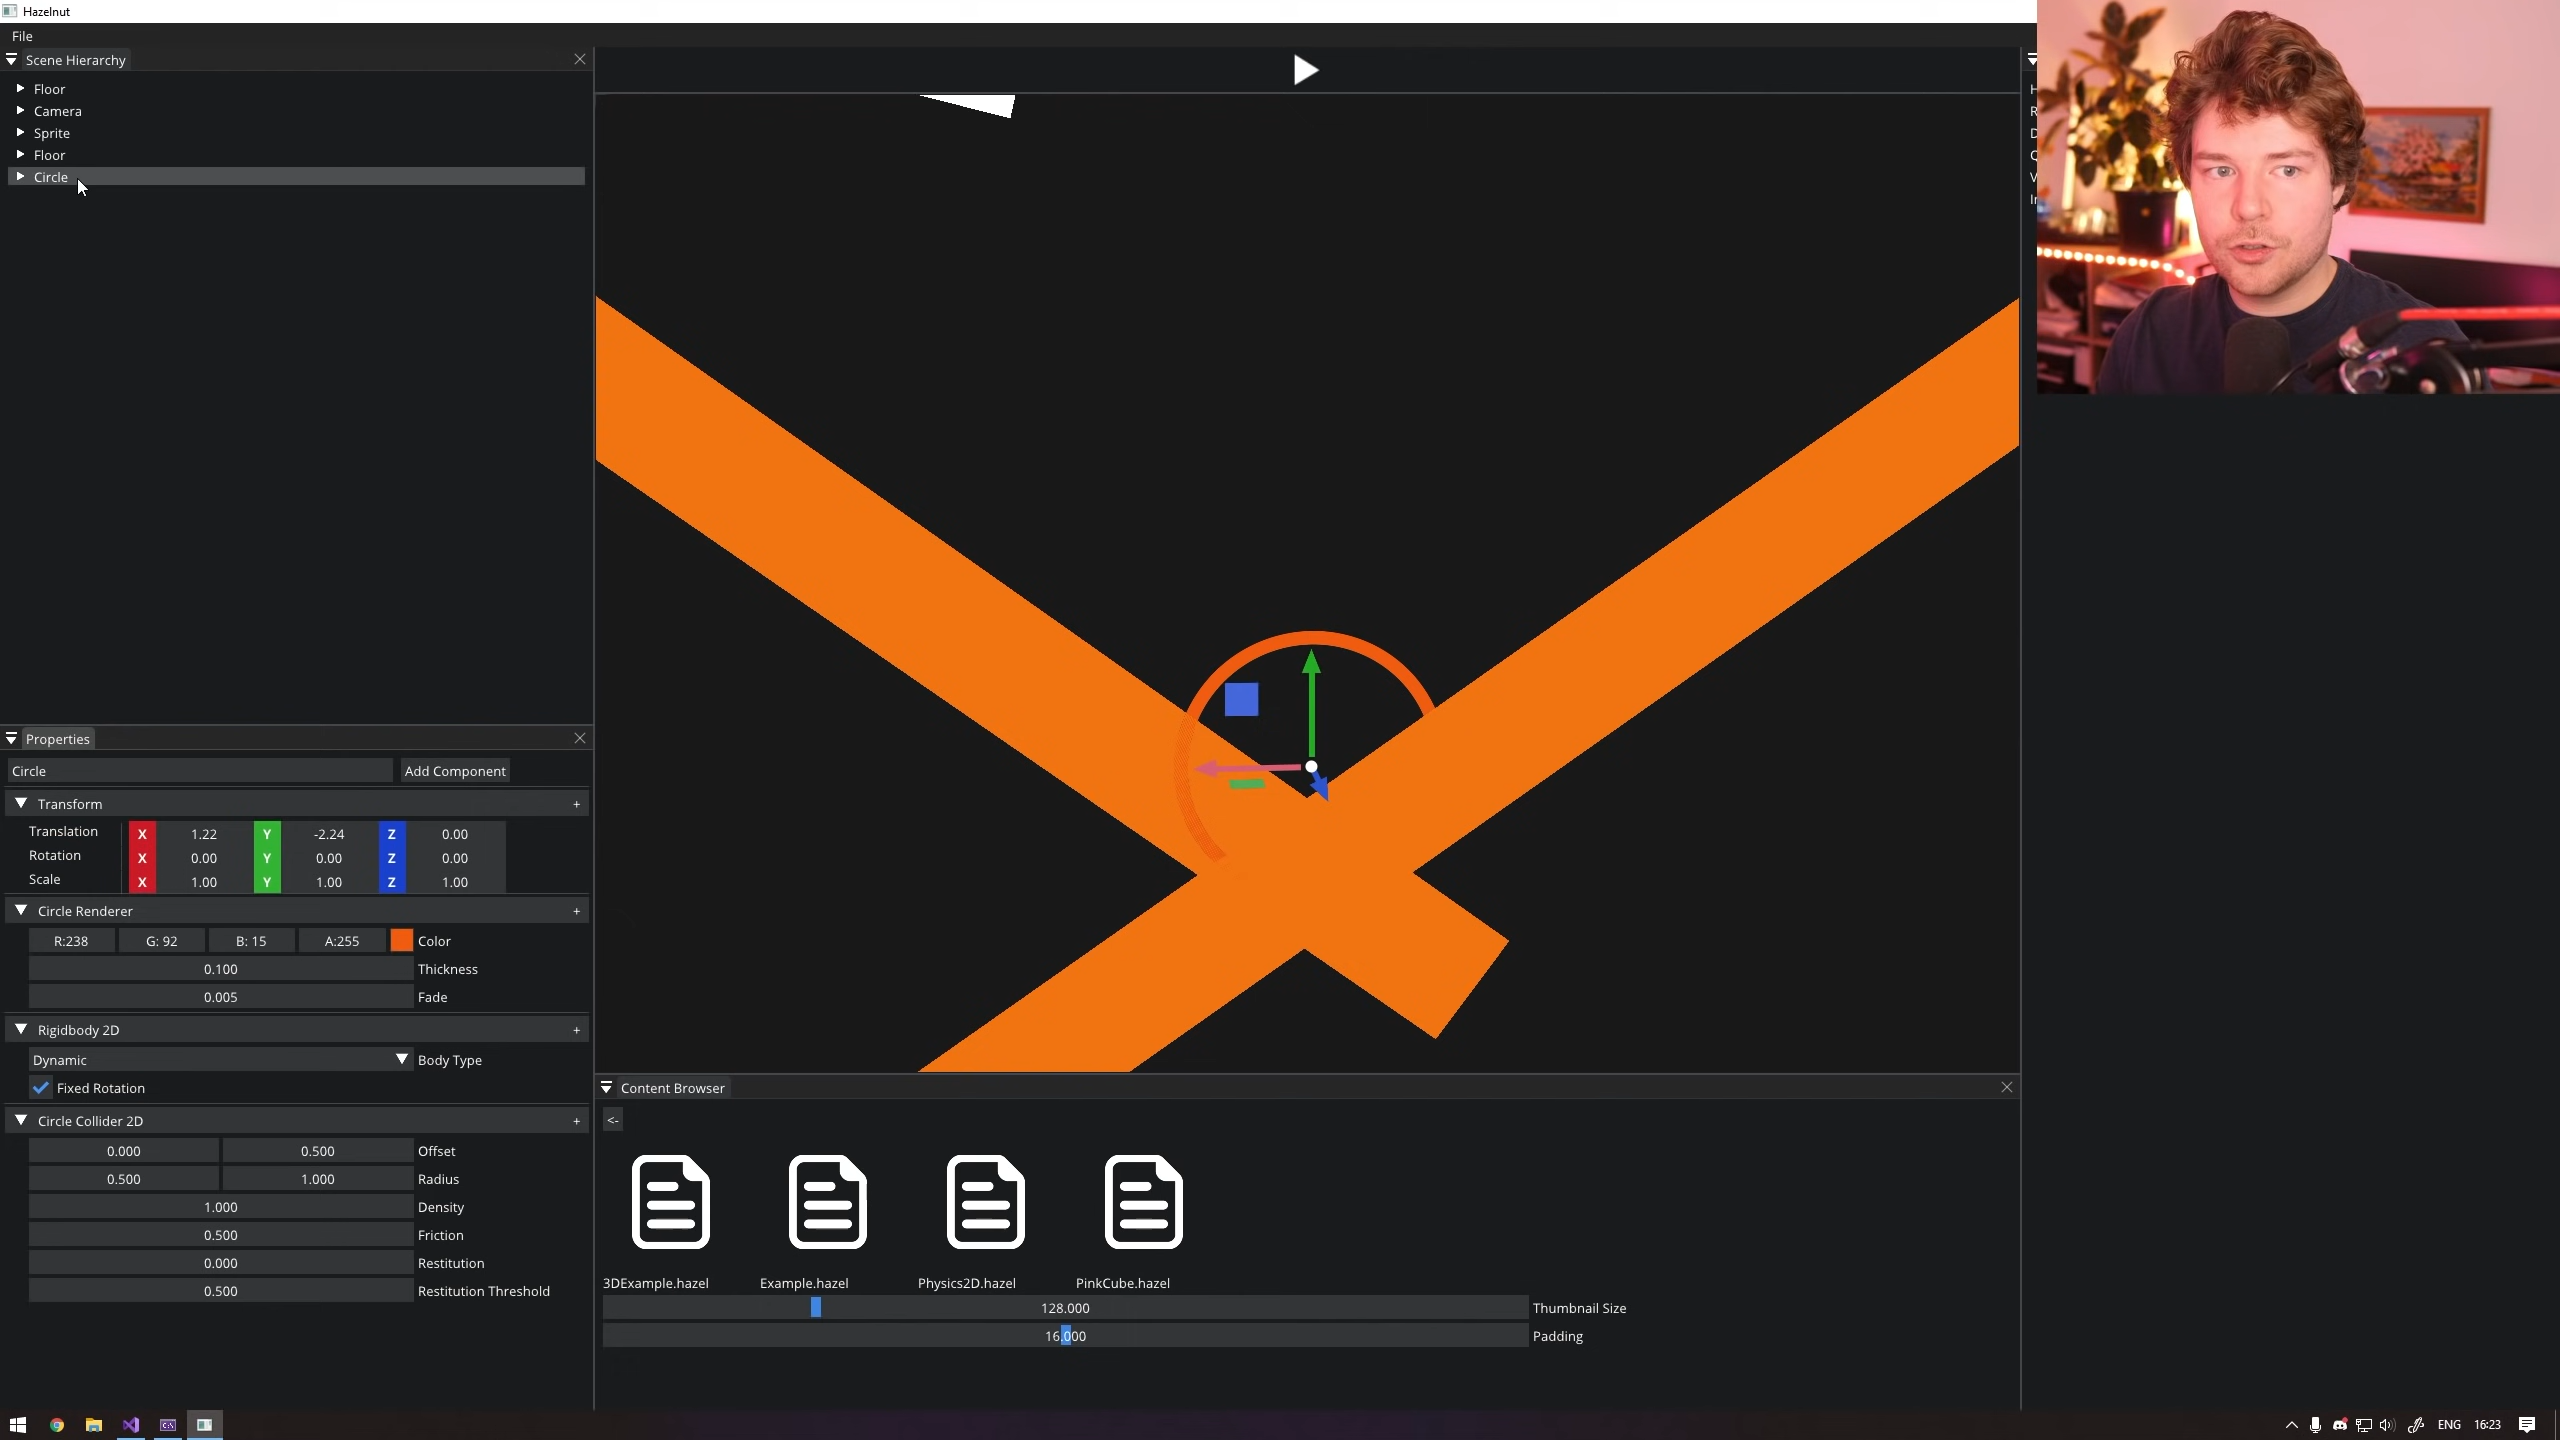 Hazelnut
File
Scene Hierarchy
Floor
Camera
Sprite
Floor
Circle
Properties
Circle
Add Component
Transform
Translation X 1.22 Y -2.24 Z 0.00
Rotation X 0.00 Y 0.00 Z 0.00
Scale X 1.00 Y 1.00 Z 1.00
Circle Renderer +
R:238 G: 92 B: 15 A:255 Color
0.100 Thickness
0.005 Fade
Rigidbody 2D +
Dynamic Body Type
Fixed Rotation
Circle Collider 2D +
0.000 0.500 Offset
0.500 1.000 Radius
1.000 Density
0.500 Friction
0.000 Restitution
0.500 Restitution Threshold
Content Browser
<-
3DExample.hazel Example.hazel Physics2D.hazel PinkCube.hazel
128.000 Thumbnail Size
16.000 Padding
ENG 16:23